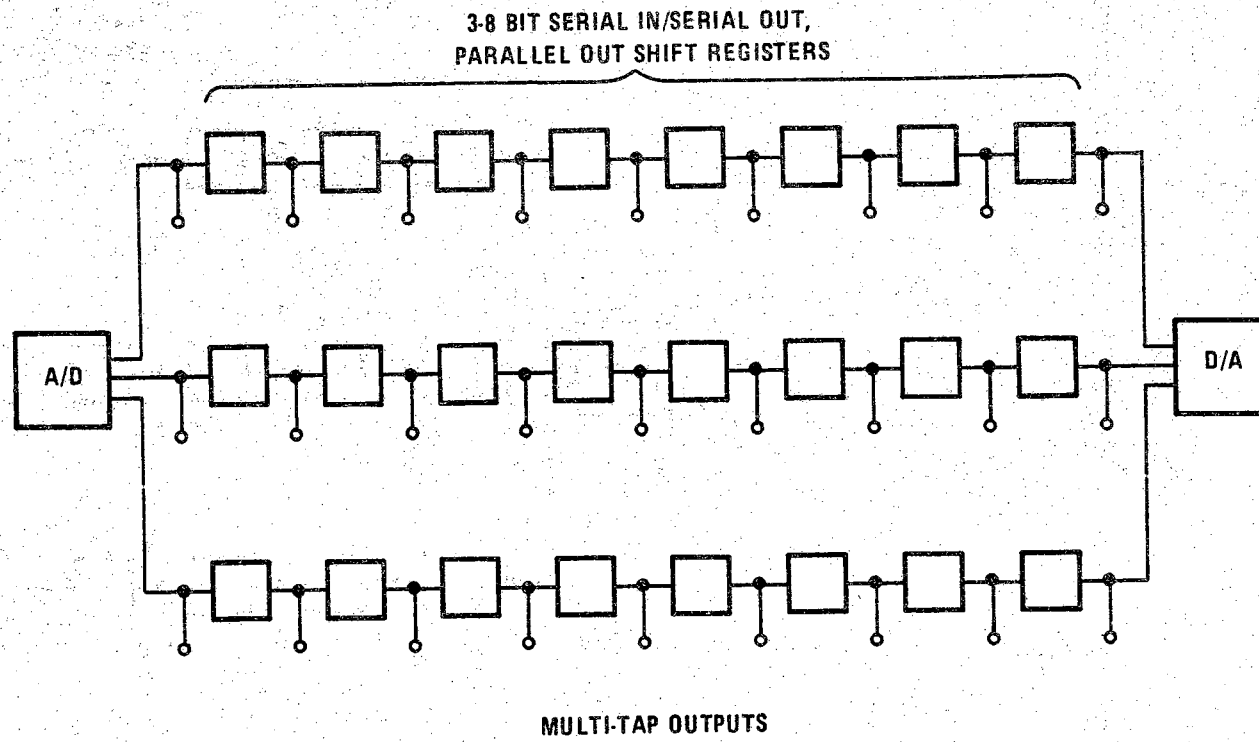 3-8 BIT SERIAL IN/SERIAL OUT,
PARALLEL OUT SHIFT REGISTERS
A/D
D/A
MULTI-TAP OUTPUTS